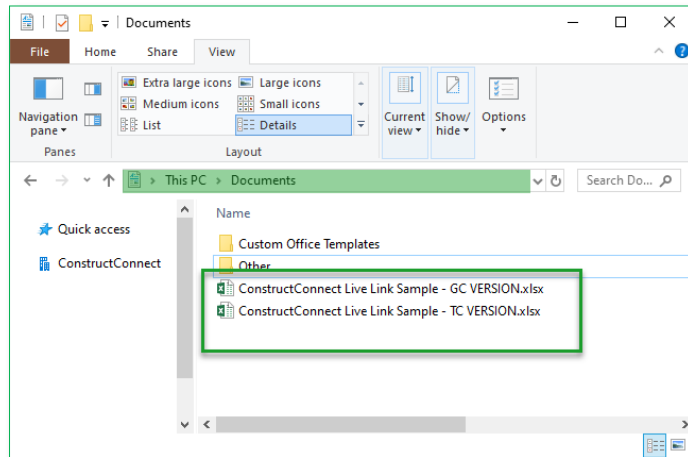 Documents
File Home Share View
Extra large icons Large icons
Medium icons Small icons
List Details
Navigation pane
Current view
Show/ hide
Options
Panes Layout
This PC > Documents
Search Do...
Name
Quick access
ConstructConnect
Custom Office Templates
Other
ConstructConnect Live Link Sample - GC VERSION.xlsx
ConstructConnect Live Link Sample - TC VERSION.xlsx